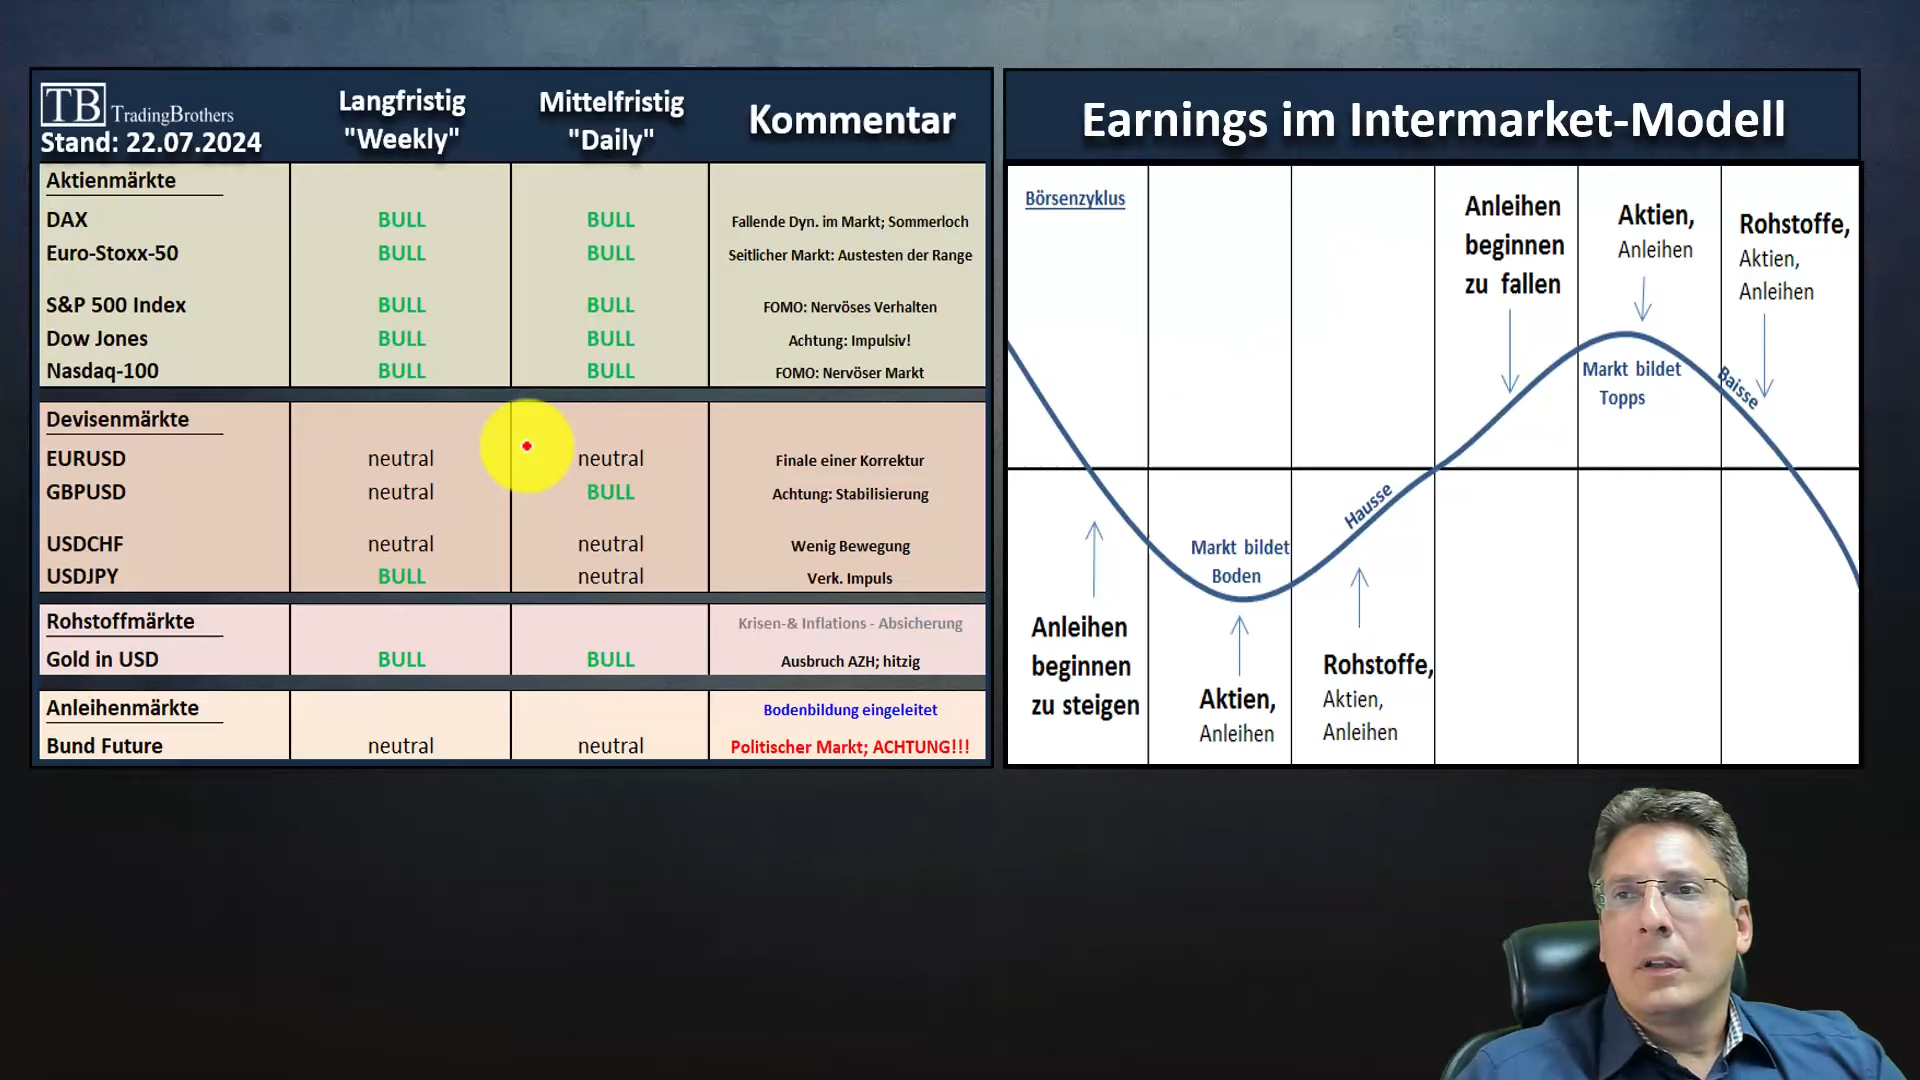 TB TradingBrothers
Stand: 22.07.2024
Langfristig
"Weekly"
Mittelfristig
"Daily"
Kommentar
Aktienmärkte
DAX BULL BULL Fallende Dyn. im Markt; Sommerloch
Euro-Stoxx-50 BULL BULL Seitlicher Markt: Austesten der Range
S&P 500 Index BULL BULL FOMO: Nervöses Verhalten
Dow Jones BULL BULL Achtung: Impulsiv!
Nasdaq-100 BULL BULL FOMO: Nervöser Markt
Devisenmärkte
EURUSD neutral neutral Finale einer Korrektur
GBPUSD neutral BULL Achtung: Stabilisierung
USDCHF neutral neutral Wenig Bewegung
USDJPY BULL neutral Verk. Impuls
Rohstoffmärkte Krisen-& Inflations - Absicherung
Gold in USD BULL BULL Ausbruch AZH; hitzig
Anleihenmärkte Bodenbildung eingeleitet
Bund Future neutral neutral Politischer Markt; ACHTUNG!!!
Earnings im Intermarket-Modell
Börsenzyklus
Anleihen
beginnen
zu fallen
Aktien,
Anleihen
Rohstoffe,
Aktien,
Anleihen
Markt bildet
Topps
Baisse
Hausse
Markt bildet
Boden
Anleihen
beginnen
zu steigen
Aktien,
Anleihen
Rohstoffe,
Aktien,
Anleihen